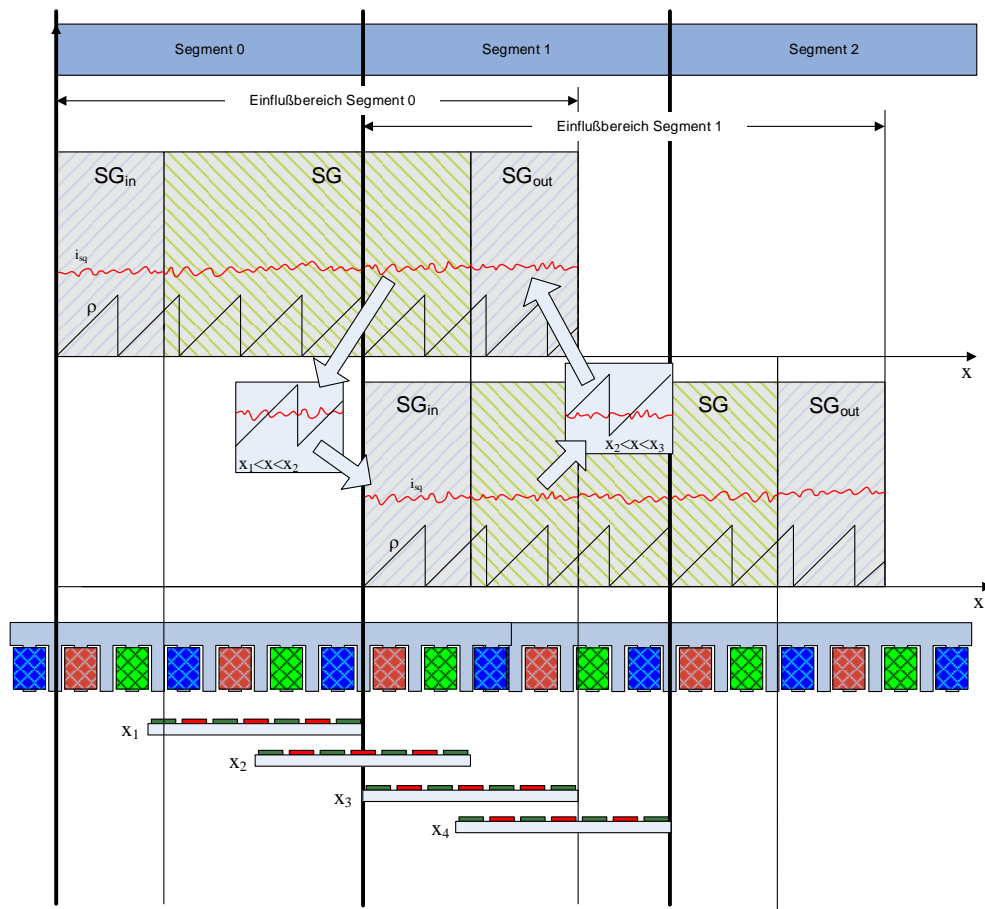 Segment 0
Segment 1
Segment 2
Einflußbereich Segment 0
Einflußbereich Segment 1
SGin
SG
SGout
isq
ρ
x
SGin
SG
SGout
x1<x<x2
x2<x<x3
isq
ρ
x
x1
x2
x3
x4